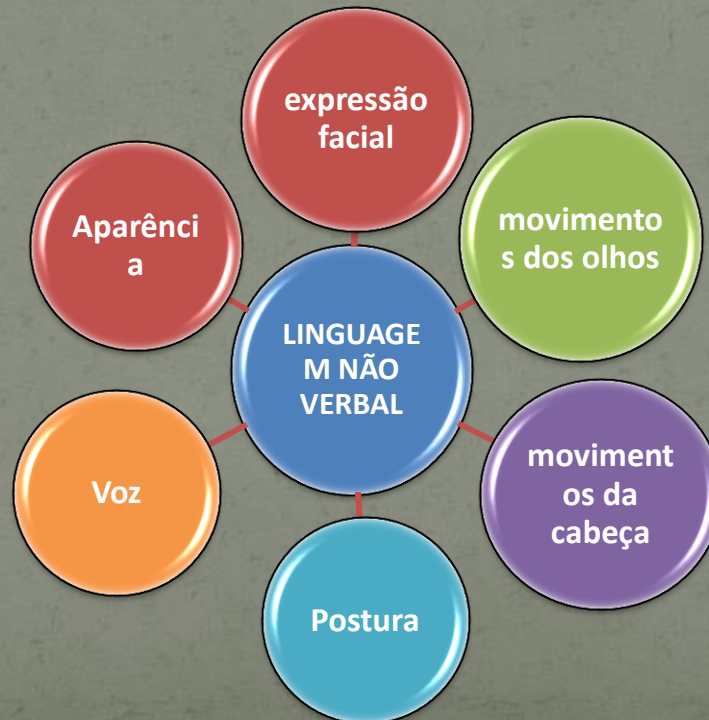 expressão
facial
movimento
s dos olhos
moviment
os da
cabeça
Postura
Voz
Aparênci
a
LINGUAGE
M NÃO
VERBAL